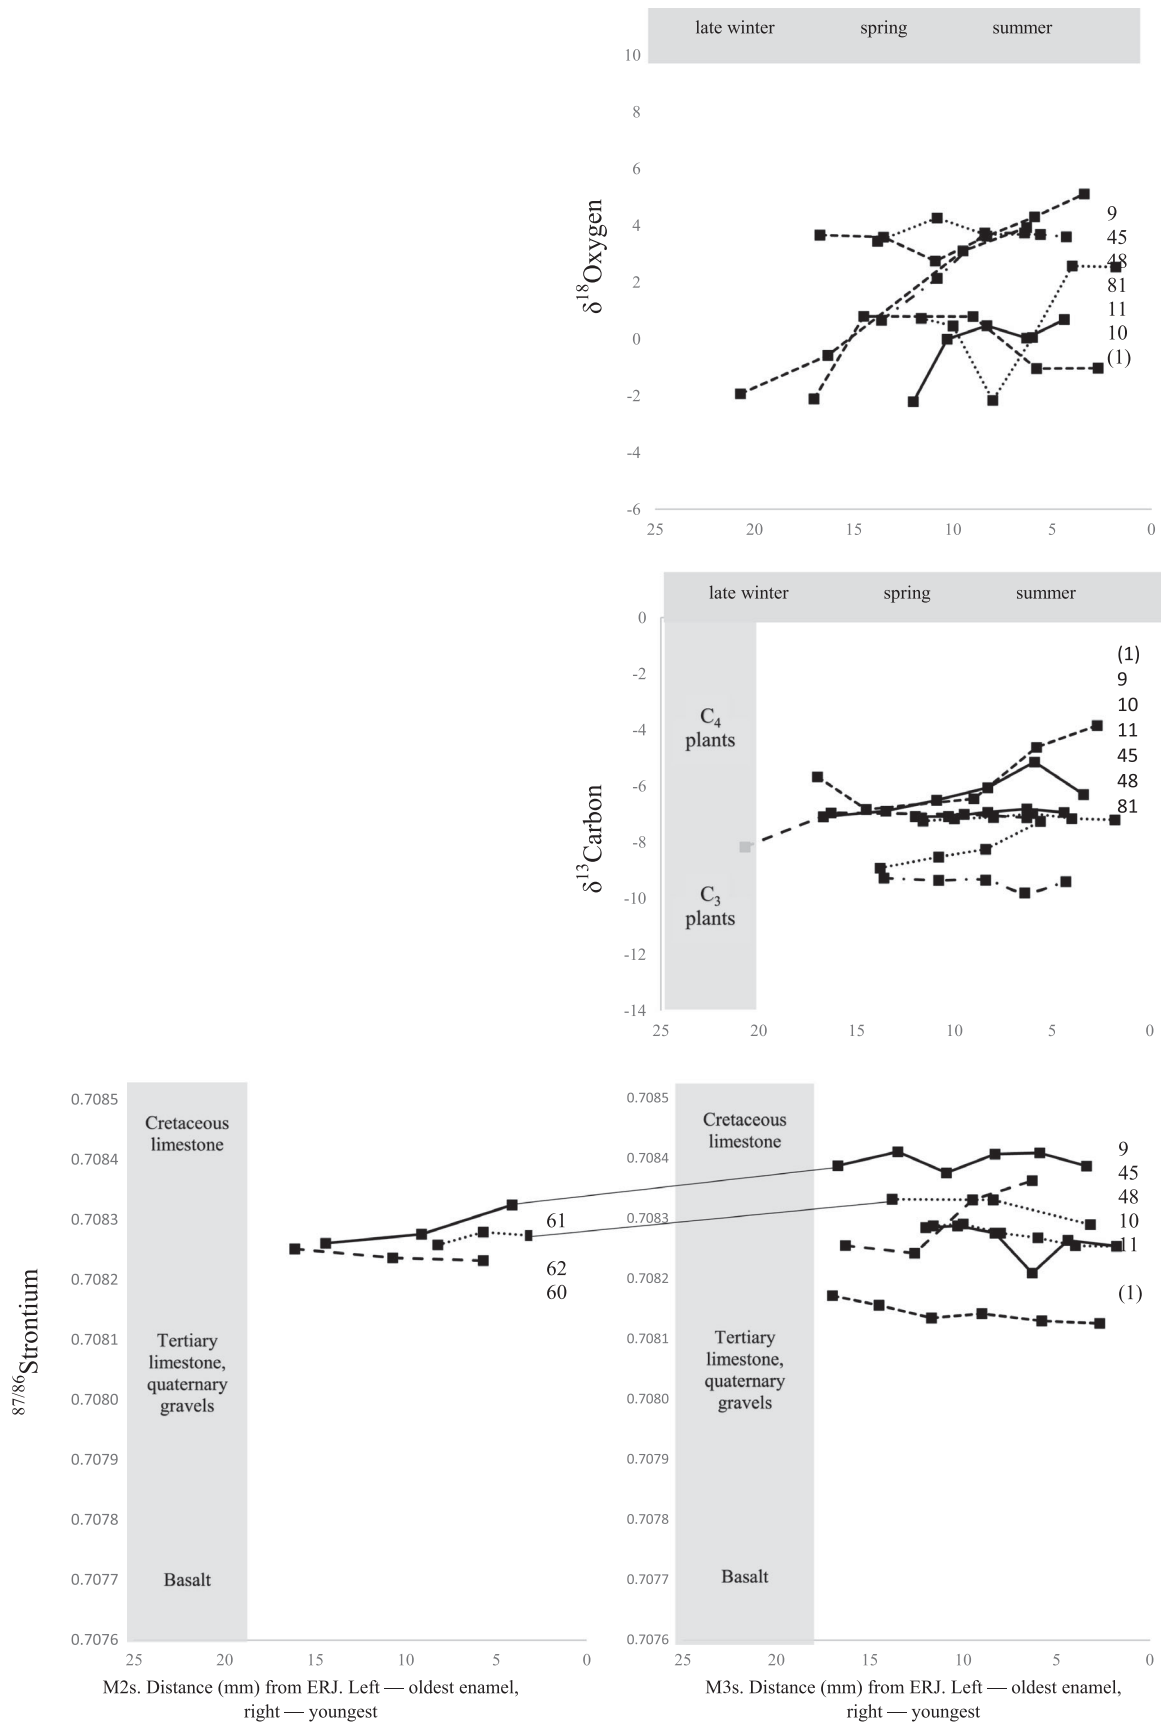 late winter spring summer
10
8
6
4
2
0
-2
-4
-6
δ18Oxygen
9
45
48
81
11
10
(1)
25 20 15 10 5 0
late winter spring summer
0
-2
-4
-6
-8
-10
-12
-14
δ13Carbon
C4
plants
C3
plants
(1)
9
10
11
45
48
81
25 20 15 10 5 0
87/86Strontium
0.7085
0.7084
0.7083
0.7082
0.7081
0.7080
0.7079
0.7078
0.7077
0.7076
Cretaceous
limestone
Tertiary
limestone,
quaternary
gravels
Basalt
61
62
60
25 20 15 10 5 0
M2s. Distance (mm) from ERJ. Left — oldest enamel,
right — youngest
0.7085
0.7084
0.7083
0.7082
0.7081
0.7080
0.7079
0.7078
0.7077
0.7076
Cretaceous
limestone
Tertiary
limestone,
quaternary
gravels
Basalt
9
45
48
10
11
(1)
25 20 15 10 5 0
M3s. Distance (mm) from ERJ. Left — oldest enamel,
right — youngest